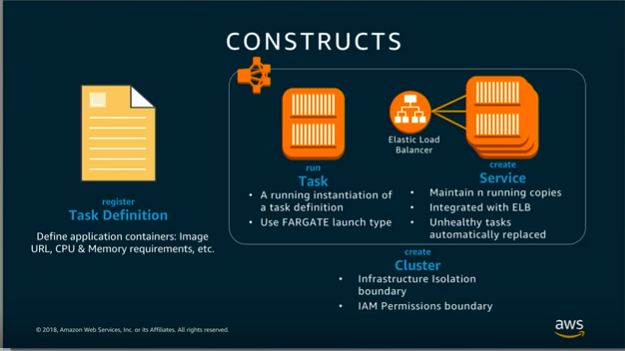 CONSTRUCTS
register
Task Definition
Define application containers: Image
URL, CPU & Memory requirements, etc.
run
Task
• A running instantiation of
a task definition
• Use FARGATE launch type
Elastic Load
Balancer
create
Service
• Maintain n running copies
• Integrated with ELB
• Unhealthy tasks
automatically replaced
create
Cluster
• Infrastructure Isolation
boundary
• IAM Permissions boundary
© 2018, Amazon Web Services, Inc. or its Affiliates. All rights reserved.
aws